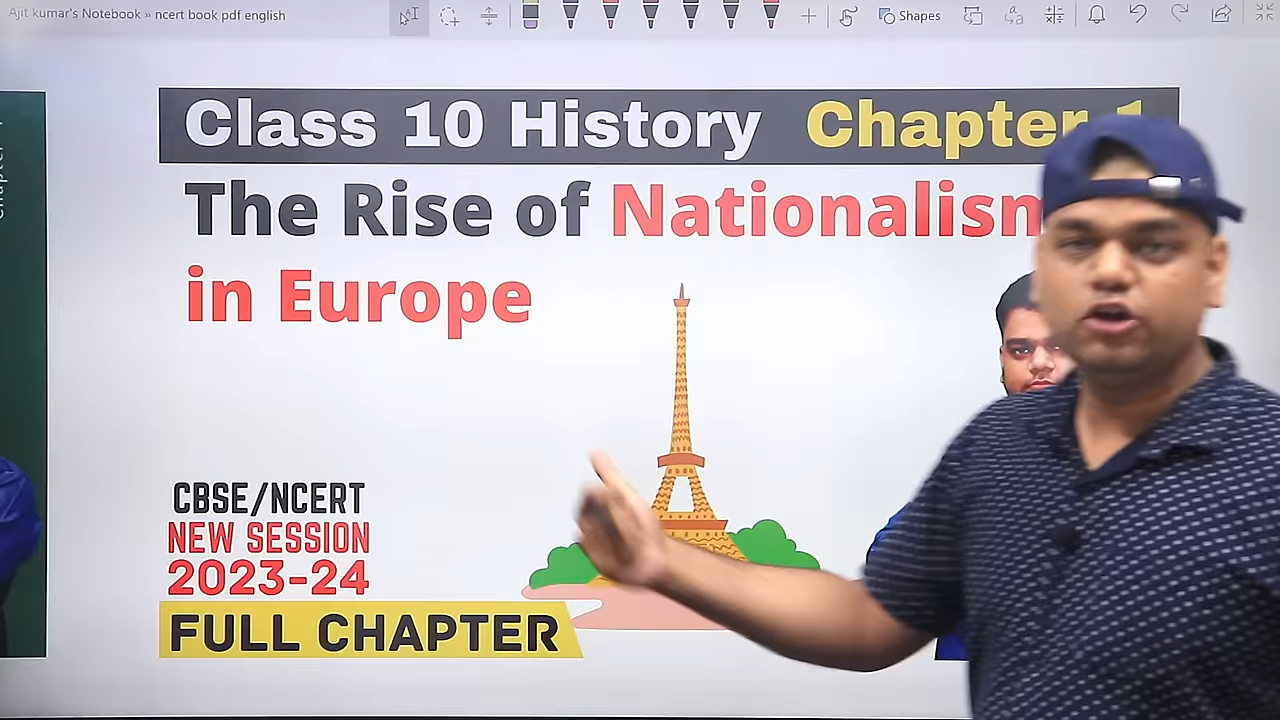 Ajit kumar's Notebook » ncert book pdf english
Shapes
Class 10 History Chapter 1
The Rise of Nationalism
in Europe
CBSE/NCERT
NEW SESSION
2023-24
FULL CHAPTER